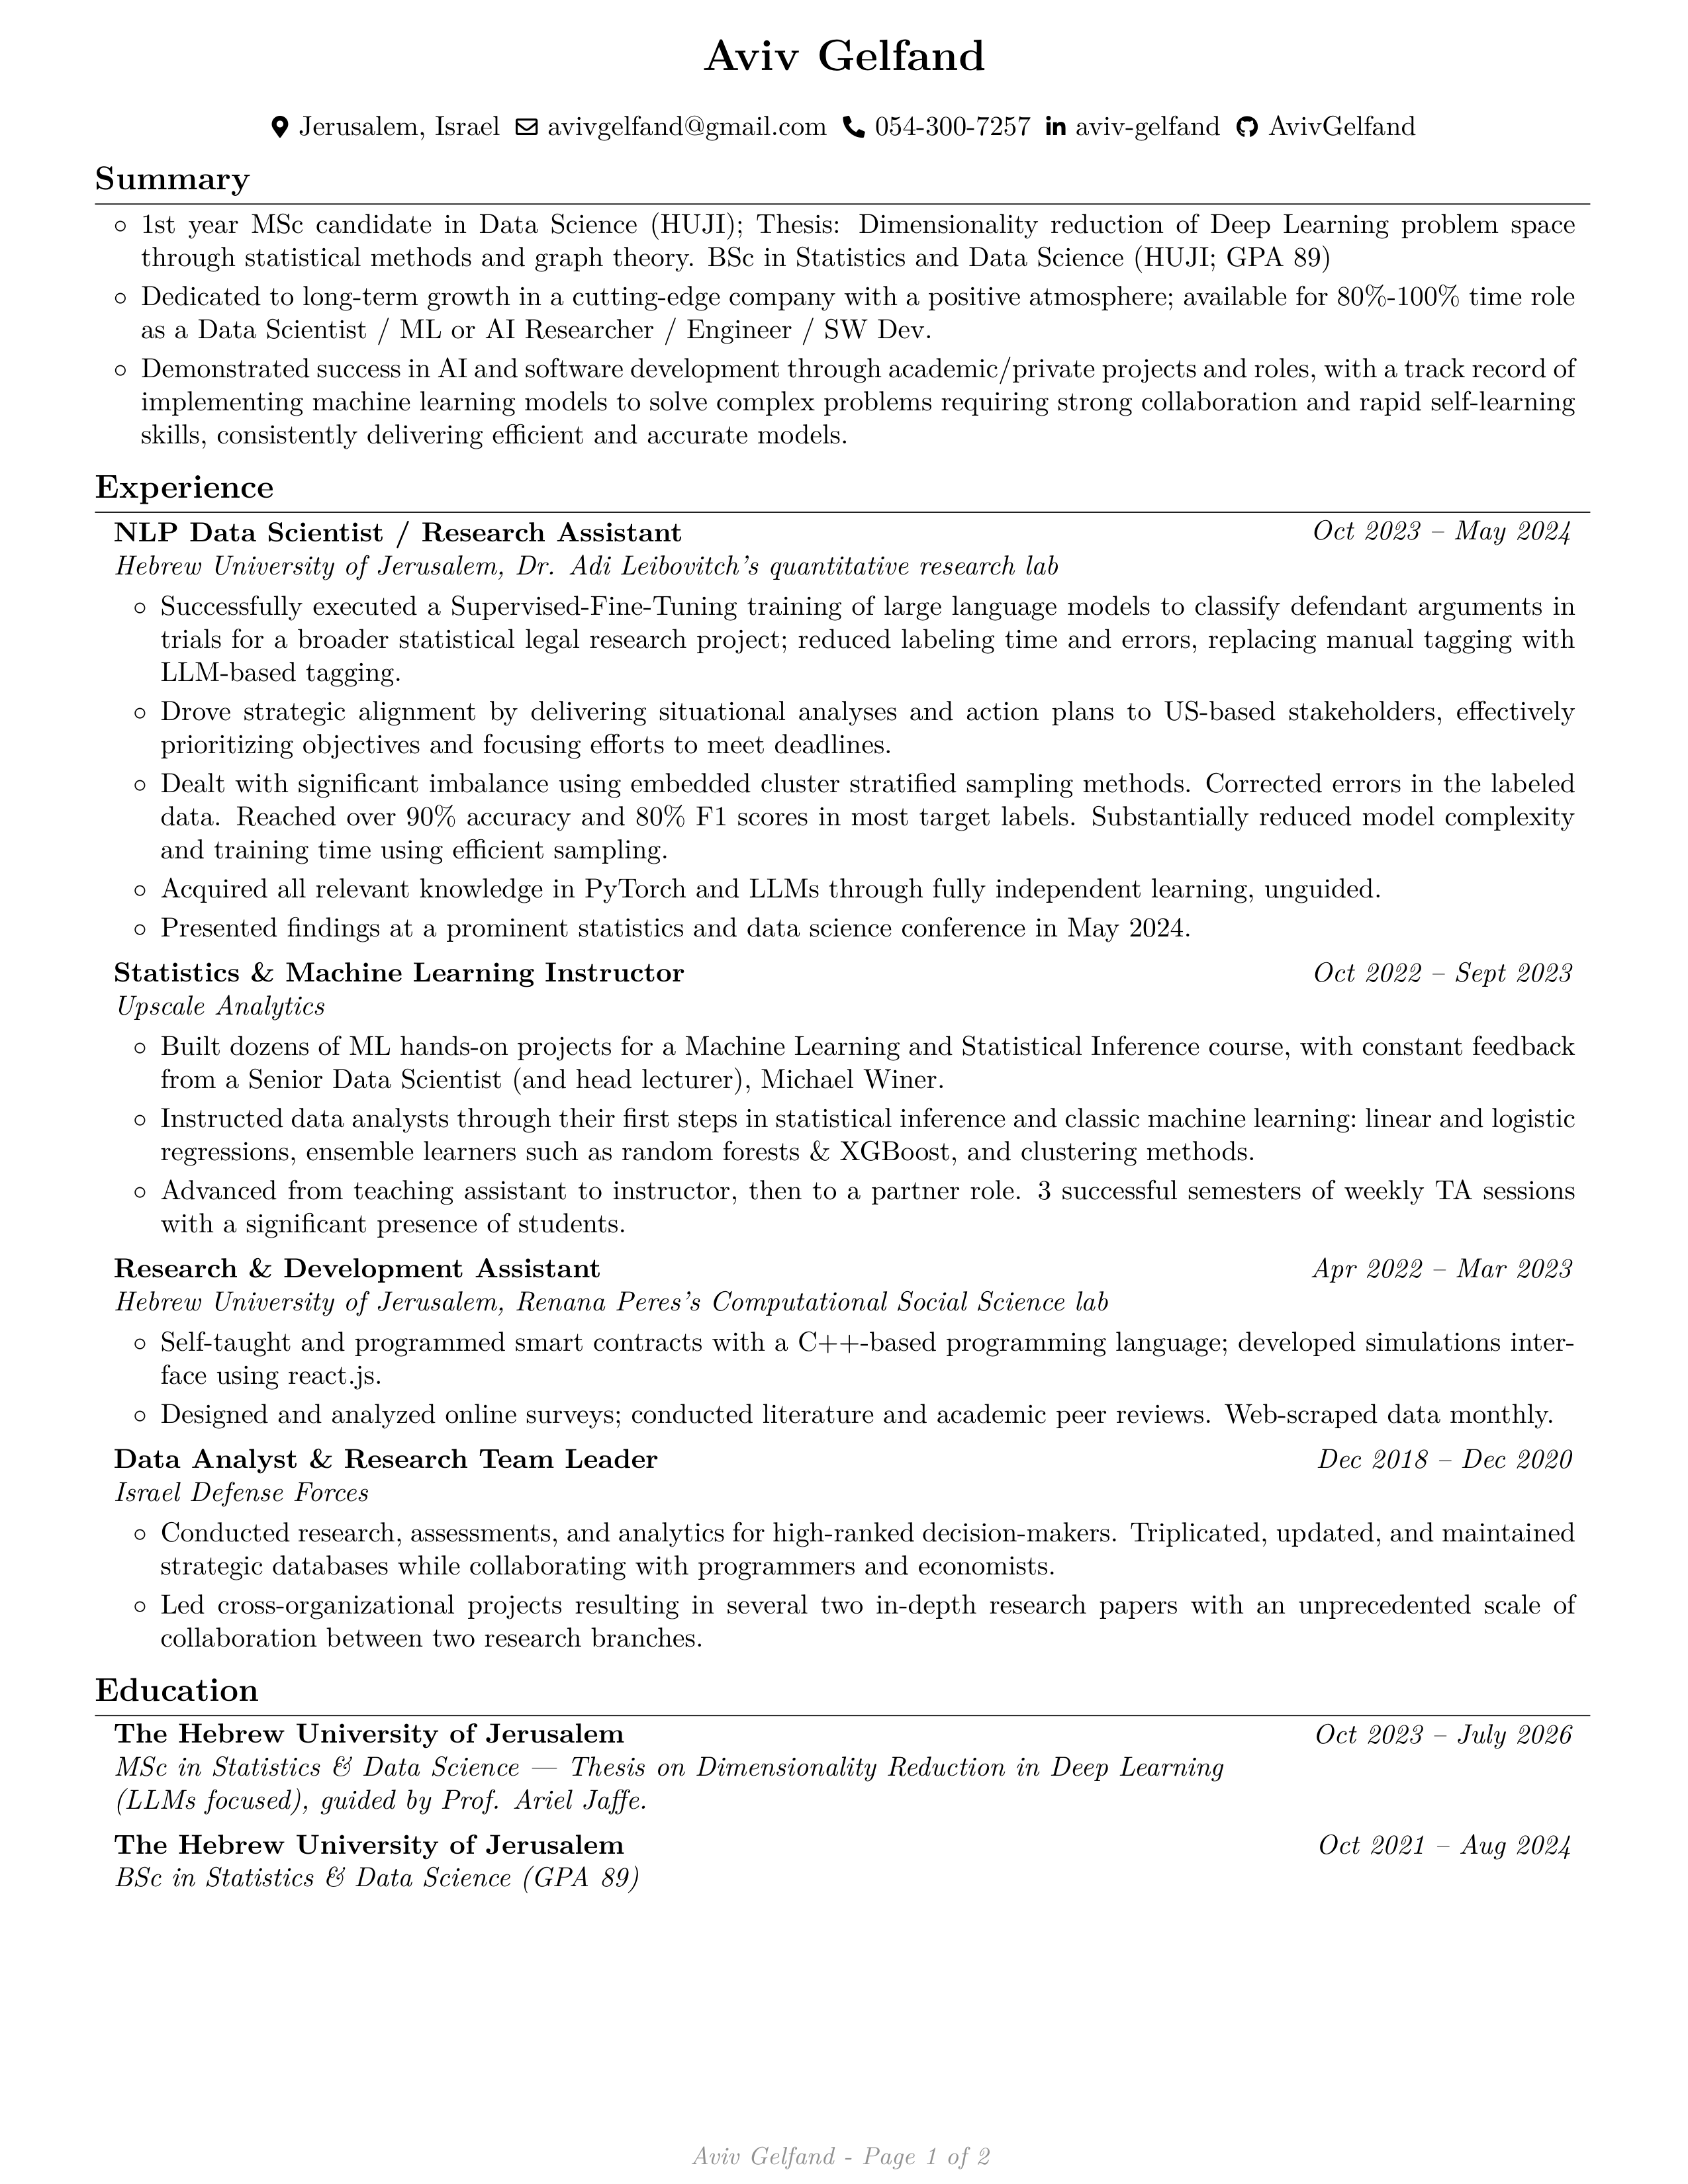 Aviv Gelfand
Jerusalem, Israel avivgelfand@gmail.com 054-300-7257 aviv-gelfand AvivGelfand
Summary
◦ 1st year MSc candidate in Data Science (HUJI); Thesis: Dimensionality reduction of Deep Learning problem space
through statistical methods and graph theory. BSc in Statistics and Data Science (HUJI; GPA 89)
◦ Dedicated to long-term growth in a cutting-edge company with a positive atmosphere; available for 80%-100% time role
as a Data Scientist / ML or AI Researcher / Engineer / SW Dev.
◦ Demonstrated success in AI and software development through academic/private projects and roles, with a track record of
implementing machine learning models to solve complex problems requiring strong collaboration and rapid self-learning
skills, consistently delivering efficient and accurate models.
Experience
NLP Data Scientist / Research Assistant Oct 2023 – May 2024
Hebrew University of Jerusalem, Dr. Adi Leibovitch's quantitative research lab
◦ Successfully executed a Supervised-Fine-Tuning training of large language models to classify defendant arguments in
trials for a broader statistical legal research project; reduced labeling time and errors, replacing manual tagging with
LLM-based tagging.
◦ Drove strategic alignment by delivering situational analyses and action plans to US-based stakeholders, effectively
prioritizing objectives and focusing efforts to meet deadlines.
◦ Dealt with significant imbalance using embedded cluster stratified sampling methods. Corrected errors in the labeled
data. Reached over 90% accuracy and 80% F1 scores in most target labels. Substantially reduced model complexity
and training time using efficient sampling.
◦ Acquired all relevant knowledge in PyTorch and LLMs through fully independent learning, unguided.
◦ Presented findings at a prominent statistics and data science conference in May 2024.
Statistics & Machine Learning Instructor Oct 2022 – Sept 2023
Upscale Analytics
◦ Built dozens of ML hands-on projects for a Machine Learning and Statistical Inference course, with constant feedback
from a Senior Data Scientist (and head lecturer), Michael Winer.
◦ Instructed data analysts through their first steps in statistical inference and classic machine learning: linear and logistic
regressions, ensemble learners such as random forests & XGBoost, and clustering methods.
◦ Advanced from teaching assistant to instructor, then to a partner role. 3 successful semesters of weekly TA sessions
with a significant presence of students.
Research & Development Assistant Apr 2022 – Mar 2023
Hebrew University of Jerusalem, Renana Peres's Computational Social Science lab
◦ Self-taught and programmed smart contracts with a C++-based programming language; developed simulations inter-
face using react.js.
◦ Designed and analyzed online surveys; conducted literature and academic peer reviews. Web-scraped data monthly.
Data Analyst & Research Team Leader Dec 2018 – Dec 2020
Israel Defense Forces
◦ Conducted research, assessments, and analytics for high-ranked decision-makers. Triplicated, updated, and maintained
strategic databases while collaborating with programmers and economists.
◦ Led cross-organizational projects resulting in several two in-depth research papers with an unprecedented scale of
collaboration between two research branches.
Education
The Hebrew University of Jerusalem Oct 2023 – July 2026
MSc in Statistics & Data Science — Thesis on Dimensionality Reduction in Deep Learning
(LLMs focused), guided by Prof. Ariel Jaffe.
The Hebrew University of Jerusalem Oct 2021 – Aug 2024
BSc in Statistics & Data Science (GPA 89)
Aviv Gelfand - Page 1 of 2